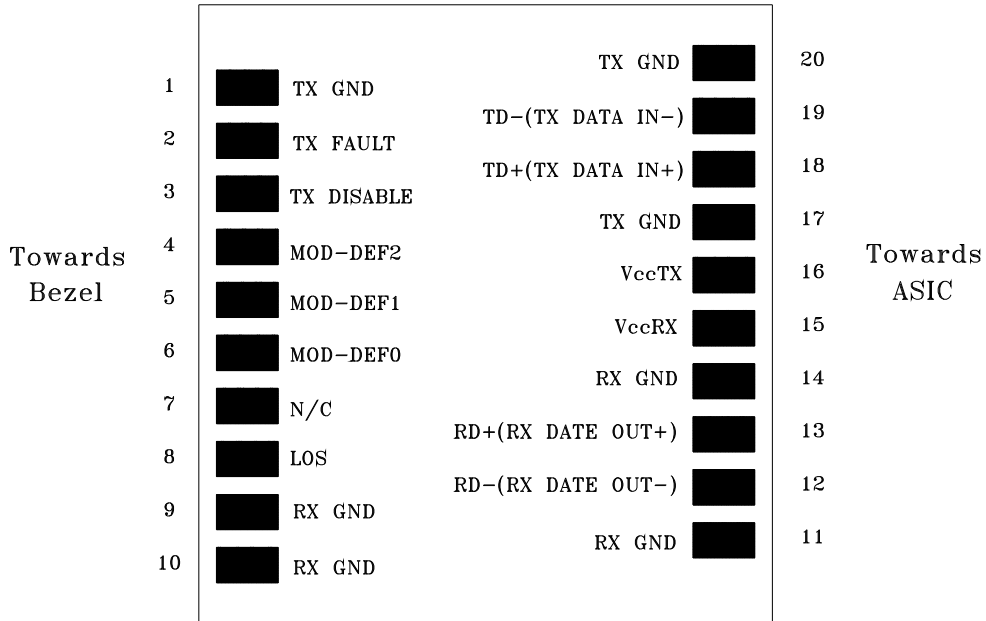 Towards
Bezel
1 TX GND
2 TX FAULT
3 TX DISABLE
4 MOD-DEF2
5 MOD-DEF1
6 MOD-DEF0
7 N/C
8 LOS
9 RX GND
10 RX GND
TX GND 20
TD-(TX DATA IN-) 19
TD+(TX DATA IN+) 18
TX GND 17
VccTX 16
VccRX 15
RX GND 14
RD+(RX DATE OUT+) 13
RD-(RX DATE OUT-) 12
RX GND 11
Towards
ASIC